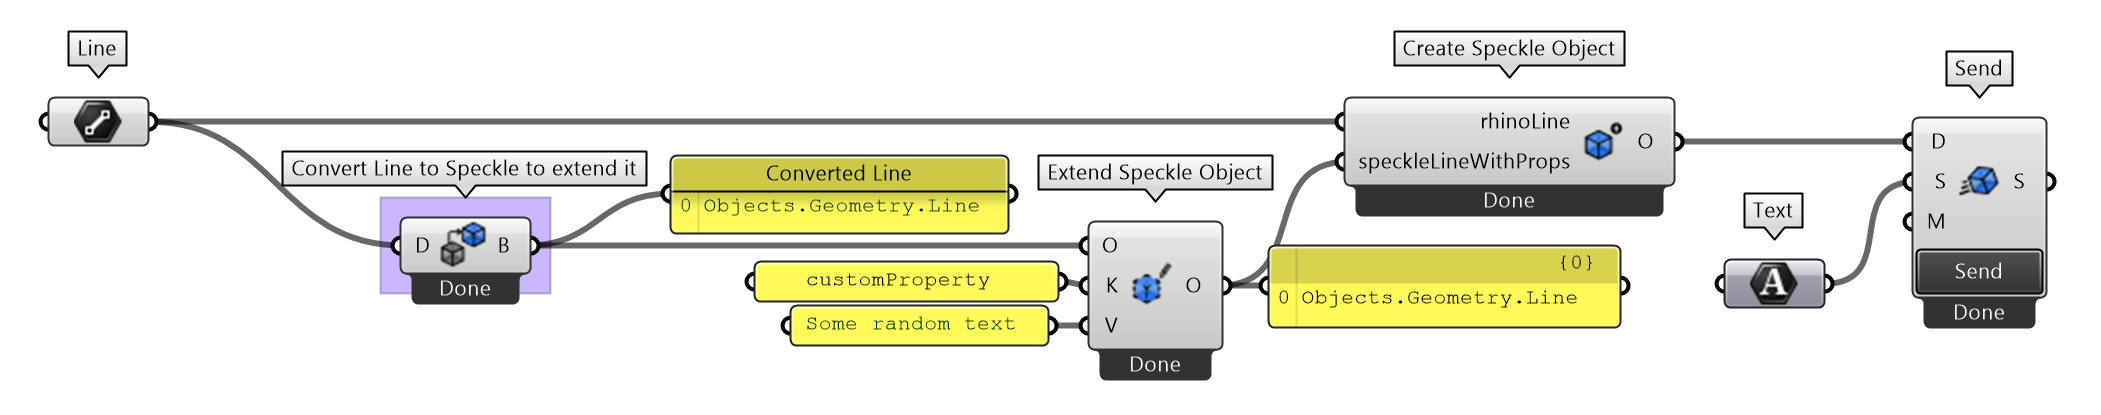 Line
Convert Line to Speckle to extend it
D B
Done
Converted Line
0 Objects.Geometry.Line
customProperty
Some random text
Extend Speckle Object
O
K O
V
Done
{0}
0 Objects.Geometry.Line
Create Speckle Object
rhinoLine
O
speckleLineWithProps
Done
Text
A
Send
D
S S
M
Send
Done